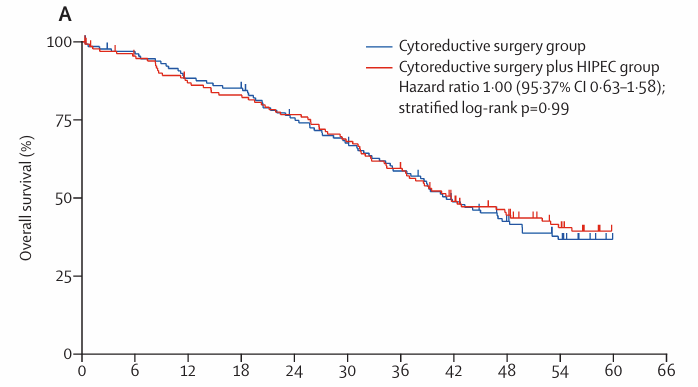 A
100
75
50
25
0
Overall survival (%)
Cytoreductive surgery group
Cytoreductive surgery plus HIPEC group
Hazard ratio 1·00 (95·37% CI 0·63–1·58);
stratified log-rank p=0·99
0 6 12 18 24 30 36 42 48 54 60 66